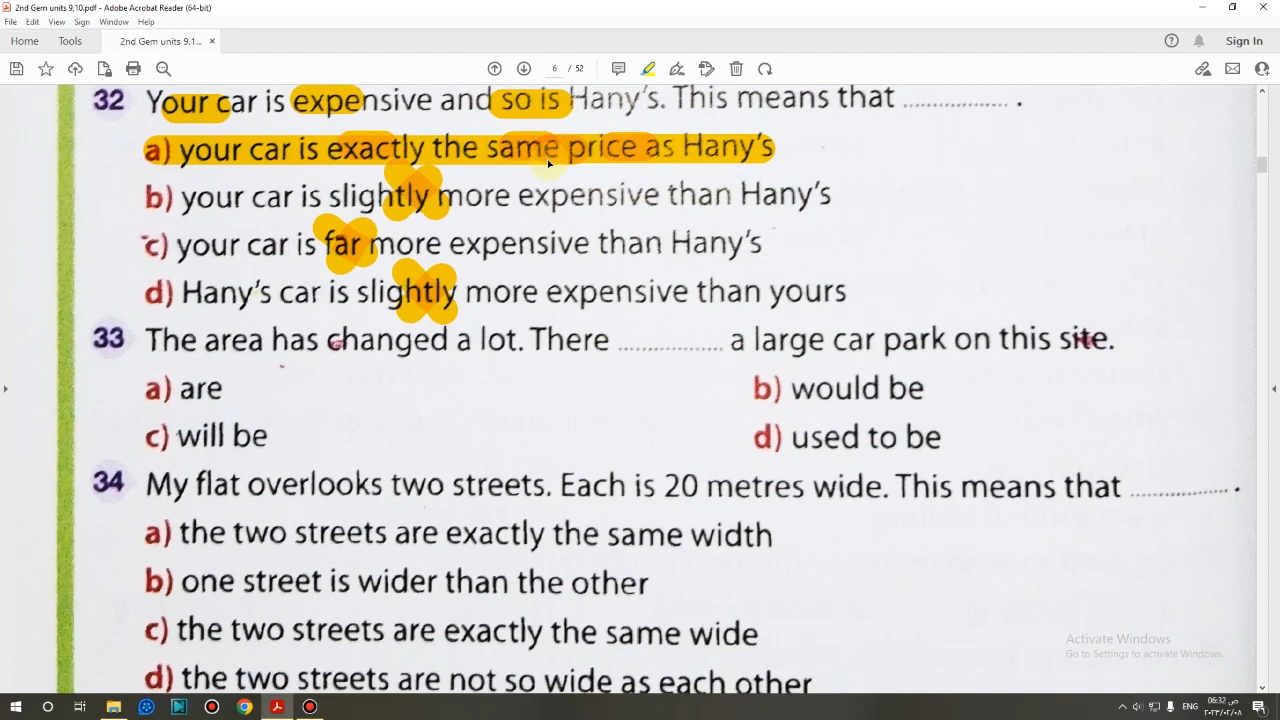 2nd Gem units 9,10.pdf - Adobe Acrobat Reader (64-bit)
File Edit View Sign Window Help
Home Tools 2nd Gem units 9,1... × Sign In
6 / 52
32 Your car is expensive and so is Hany's. This means that .................. .
a) your car is exactly the same price as Hany's
b) your car is slightly more expensive than Hany's
c) your car is far more expensive than Hany's
d) Hany's car is slightly more expensive than yours
33 The area has changed a lot. There .................. a large car park on this site.
a) are b) would be
c) will be d) used to be
34 My flat overlooks two streets. Each is 20 metres wide. This means that .................. .
a) the two streets are exactly the same width
b) one street is wider than the other
c) the two streets are exactly the same wide
d) the two streets are not so wide as each other
Activate Windows
Go to Settings to activate Windows.
ENG 06:32 ص
٢٠٢٣/٠٢/٠٨